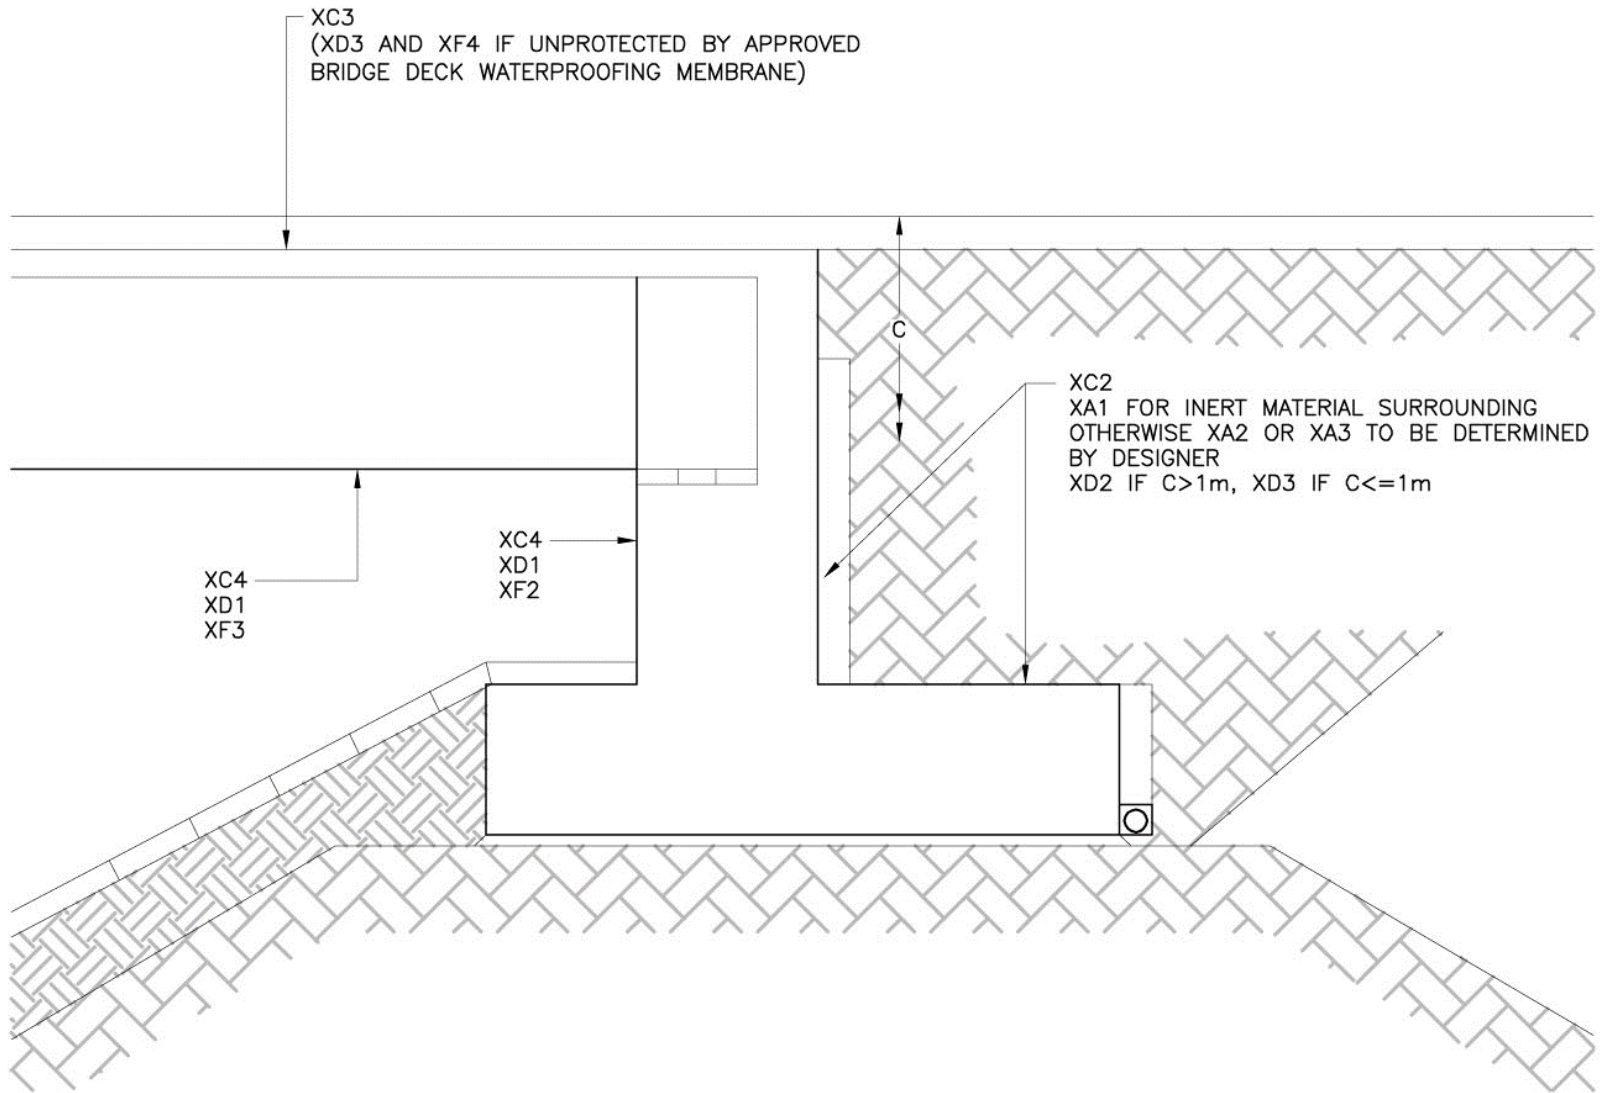 XC3
(XD3 AND XF4 IF UNPROTECTED BY APPROVED
BRIDGE DECK WATERPROOFING MEMBRANE)
C
XC2
XA1 FOR INERT MATERIAL SURROUNDING
OTHERWISE XA2 OR XA3 TO BE DETERMINED
BY DESIGNER
XD2 IF C>1m, XD3 IF C<=1m
XC4
XD1
XF2
XC4
XD1
XF3